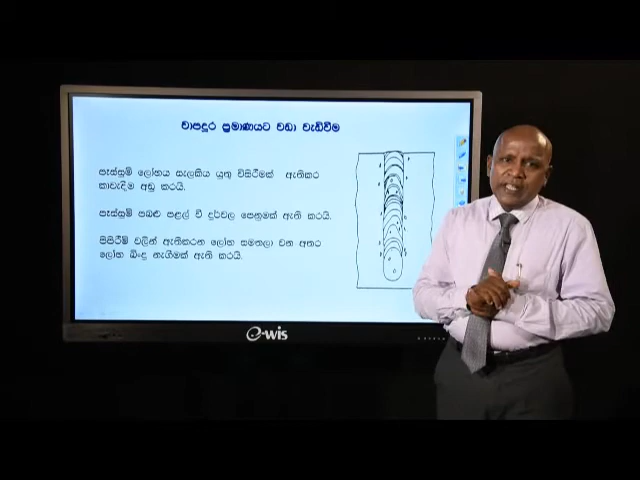 චාපදුර ප්‍රමාණයට වඩා වැඩිවීම
පෑස්සුම් ලෝහය සැලකිය යුතු විසිරීමක් ඇතිකර
කාවැදීම අඩු කරයි.
පෑස්සුම් පබළු පළල් වී දුර්වල පෙනුමක් ඇති කරයි.
පිපිරීම් වලින් ඇතිකරන ලෝහ සමතලා වන අතර
ලෝහ බිංදු නැගීමක් ඇති කරයි.
e-wis